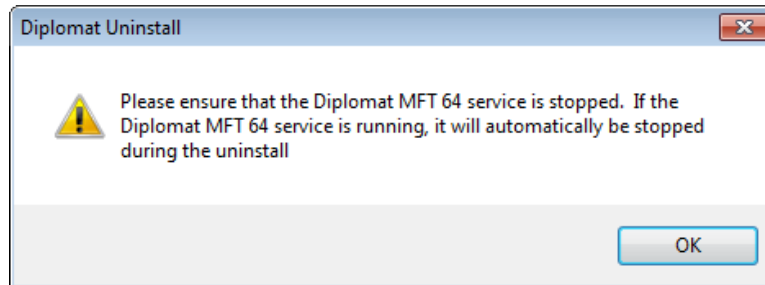 Diplomat Uninstall
Please ensure that the Diplomat MFT 64 service is stopped.  If the
Diplomat MFT 64 service is running, it will automatically be stopped
during the uninstall
OK